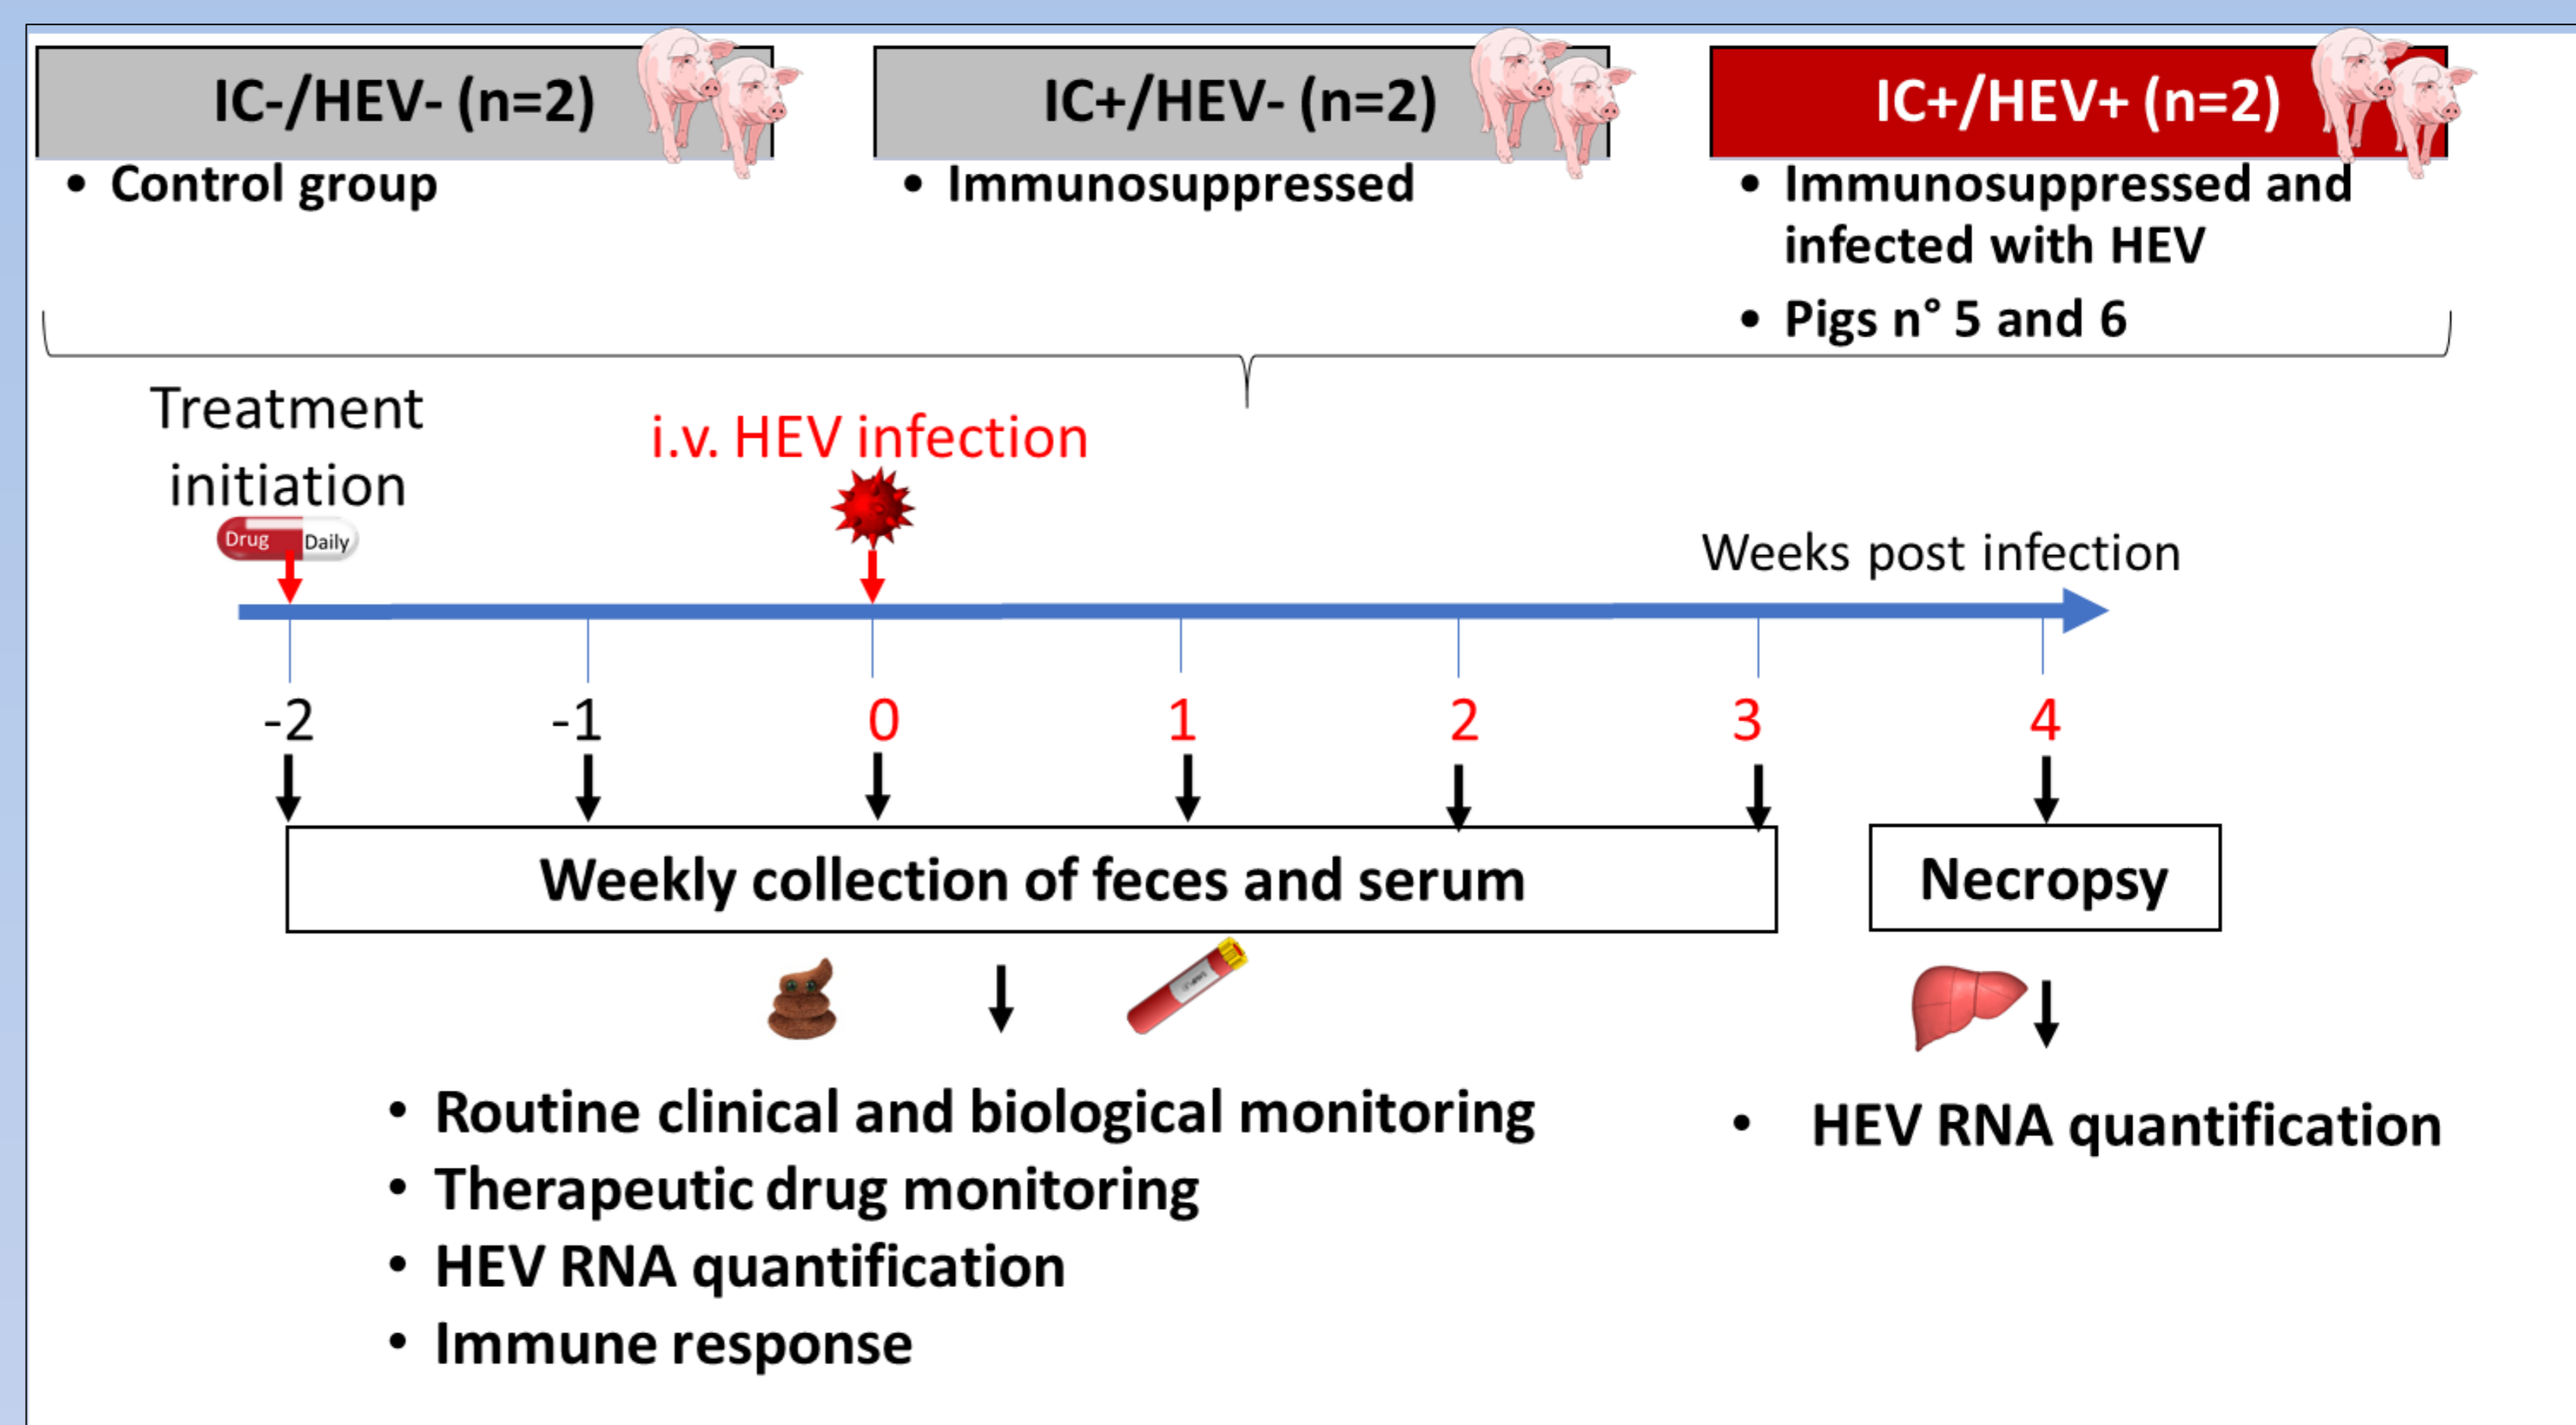 IC-/HEV- (n=2)
• Control group
IC+/HEV- (n=2)
• Immunosuppressed
IC+/HEV+ (n=2)
• Immunosuppressed and
infected with HEV
• Pigs n° 5 and 6
Treatment
initiation
Drug Daily
i.v. HEV infection
Weeks post infection
-2 -1 0 1 2 3 4
Weekly collection of feces and serum
Necropsy
• Routine clinical and biological monitoring
• Therapeutic drug monitoring
• HEV RNA quantification
• Immune response
• HEV RNA quantification